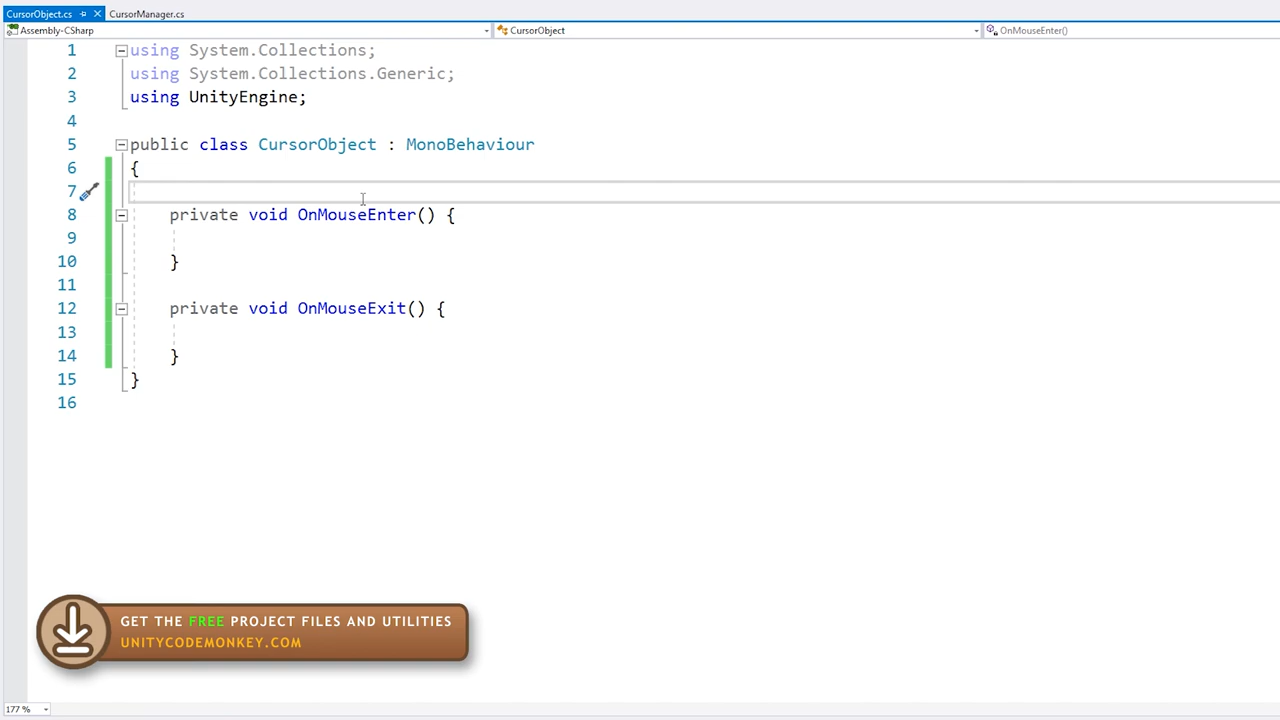 CursorObject.cs CursorManager.cs
Assembly-CSharp CursorObject OnMouseEnter()
1 using System.Collections;
2 using System.Collections.Generic;
3 using UnityEngine;
4
5 public class CursorObject : MonoBehaviour
6 {
7
8 private void OnMouseEnter() {
9
10 }
11
12 private void OnMouseExit() {
13
14 }
15 }
16
GET THE FREE PROJECT FILES AND UTILITIES
UNITYCODEMONKEY.COM
177 %